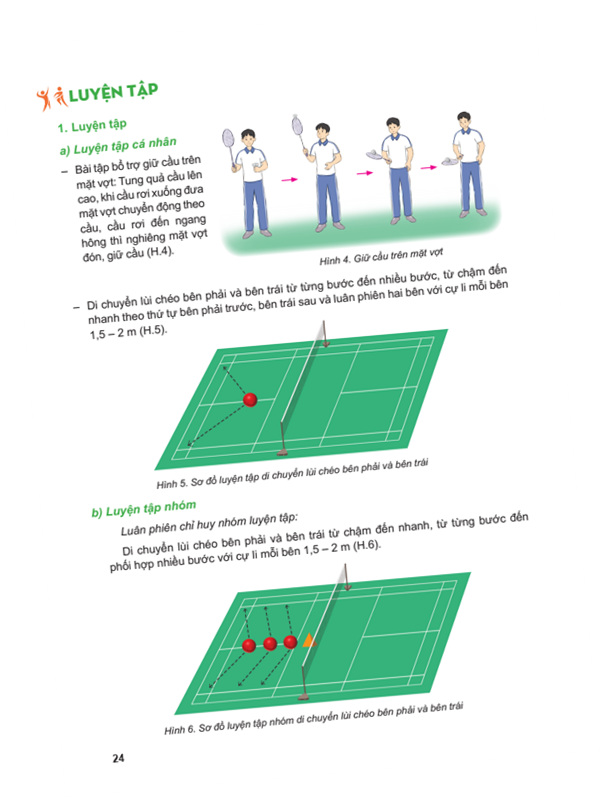 LUYỆN TẬP
1. Luyện tập
a) Luyện tập cá nhân
– Bài tập bổ trợ giữ cầu trên
mặt vợt: Tung quả cầu lên
cao, khi cầu rơi xuống đưa
mặt vợt chuyển động theo
cầu, cầu rơi đến ngang
hông thì nghiêng mặt vợt
đón, giữ cầu (H.4).
Hình 4. Giữ cầu trên mặt vợt
– Di chuyển lùi chéo bên phải và bên trái từ từng bước đến nhiều bước, từ chậm đến
nhanh theo thứ tự bên phải trước, bên trái sau và luân phiên hai bên với cự li mỗi bên
1,5 – 2 m (H.5).
Hình 5. Sơ đồ luyện tập di chuyển lùi chéo bên phải và bên trái
b) Luyện tập nhóm
Luân phiên chỉ huy nhóm luyện tập:
Di chuyển lùi chéo bên phải và bên trái từ chậm đến nhanh, từ từng bước đến
phối hợp nhiều bước với cự li mỗi bên 1,5 – 2 m (H.6).
Hình 6. Sơ đồ luyện tập nhóm di chuyển lùi chéo bên phải và bên trái
24